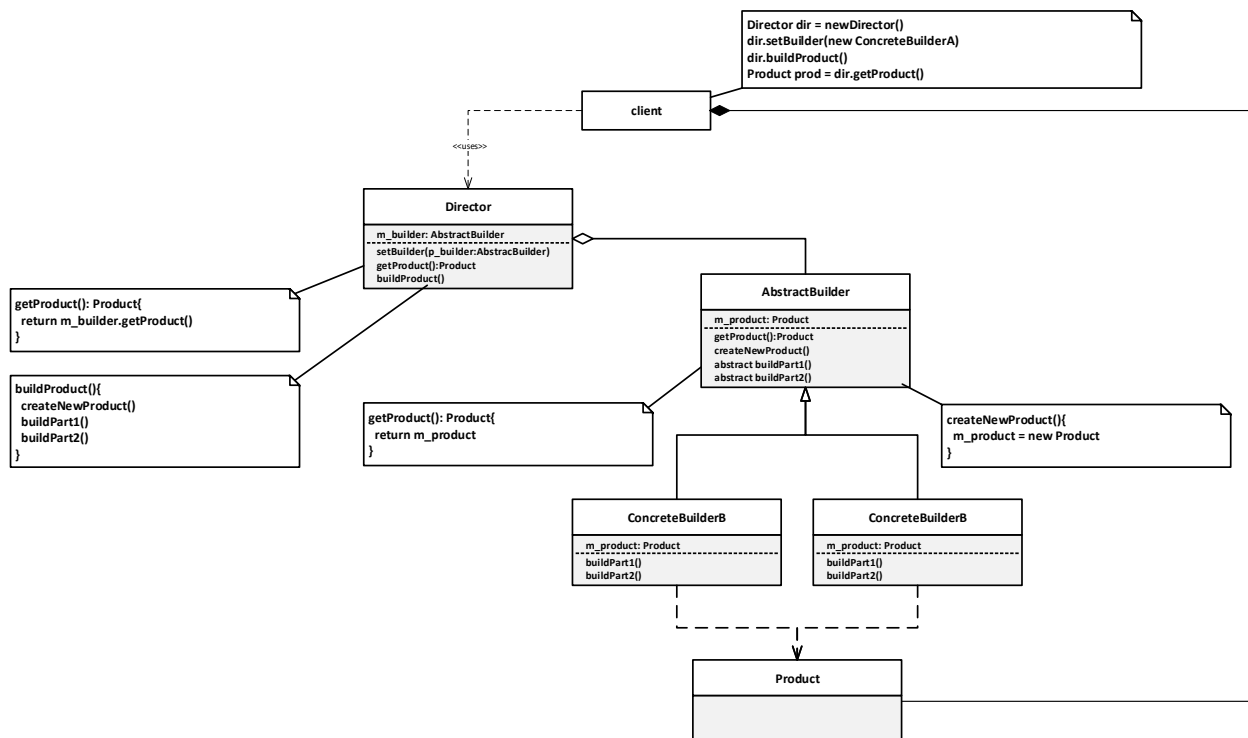 Director dir = newDirector()
dir.setBuilder(new ConcreteBuilderA)
dir.buildProduct()
Product prod = dir.getProduct()
client
<<uses>>
Director
m_builder: AbstractBuilder
setBuilder(p_builder:AbstracBuilder)
getProduct():Product
buildProduct()
AbstractBuilder
m_product: Product
getProduct():Product
createNewProduct()
abstract buildPart1()
abstract buildPart2()
getProduct(): Product{
return m_builder.getProduct()
}
buildProduct(){
createNewProduct()
buildPart1()
buildPart2()
}
getProduct(): Product{
return m_product
}
createNewProduct(){
m_product = new Product
}
ConcreteBuilderB
m_product: Product
buildPart1()
buildPart2()
ConcreteBuilderB
m_product: Product
buildPart1()
buildPart2()
Product